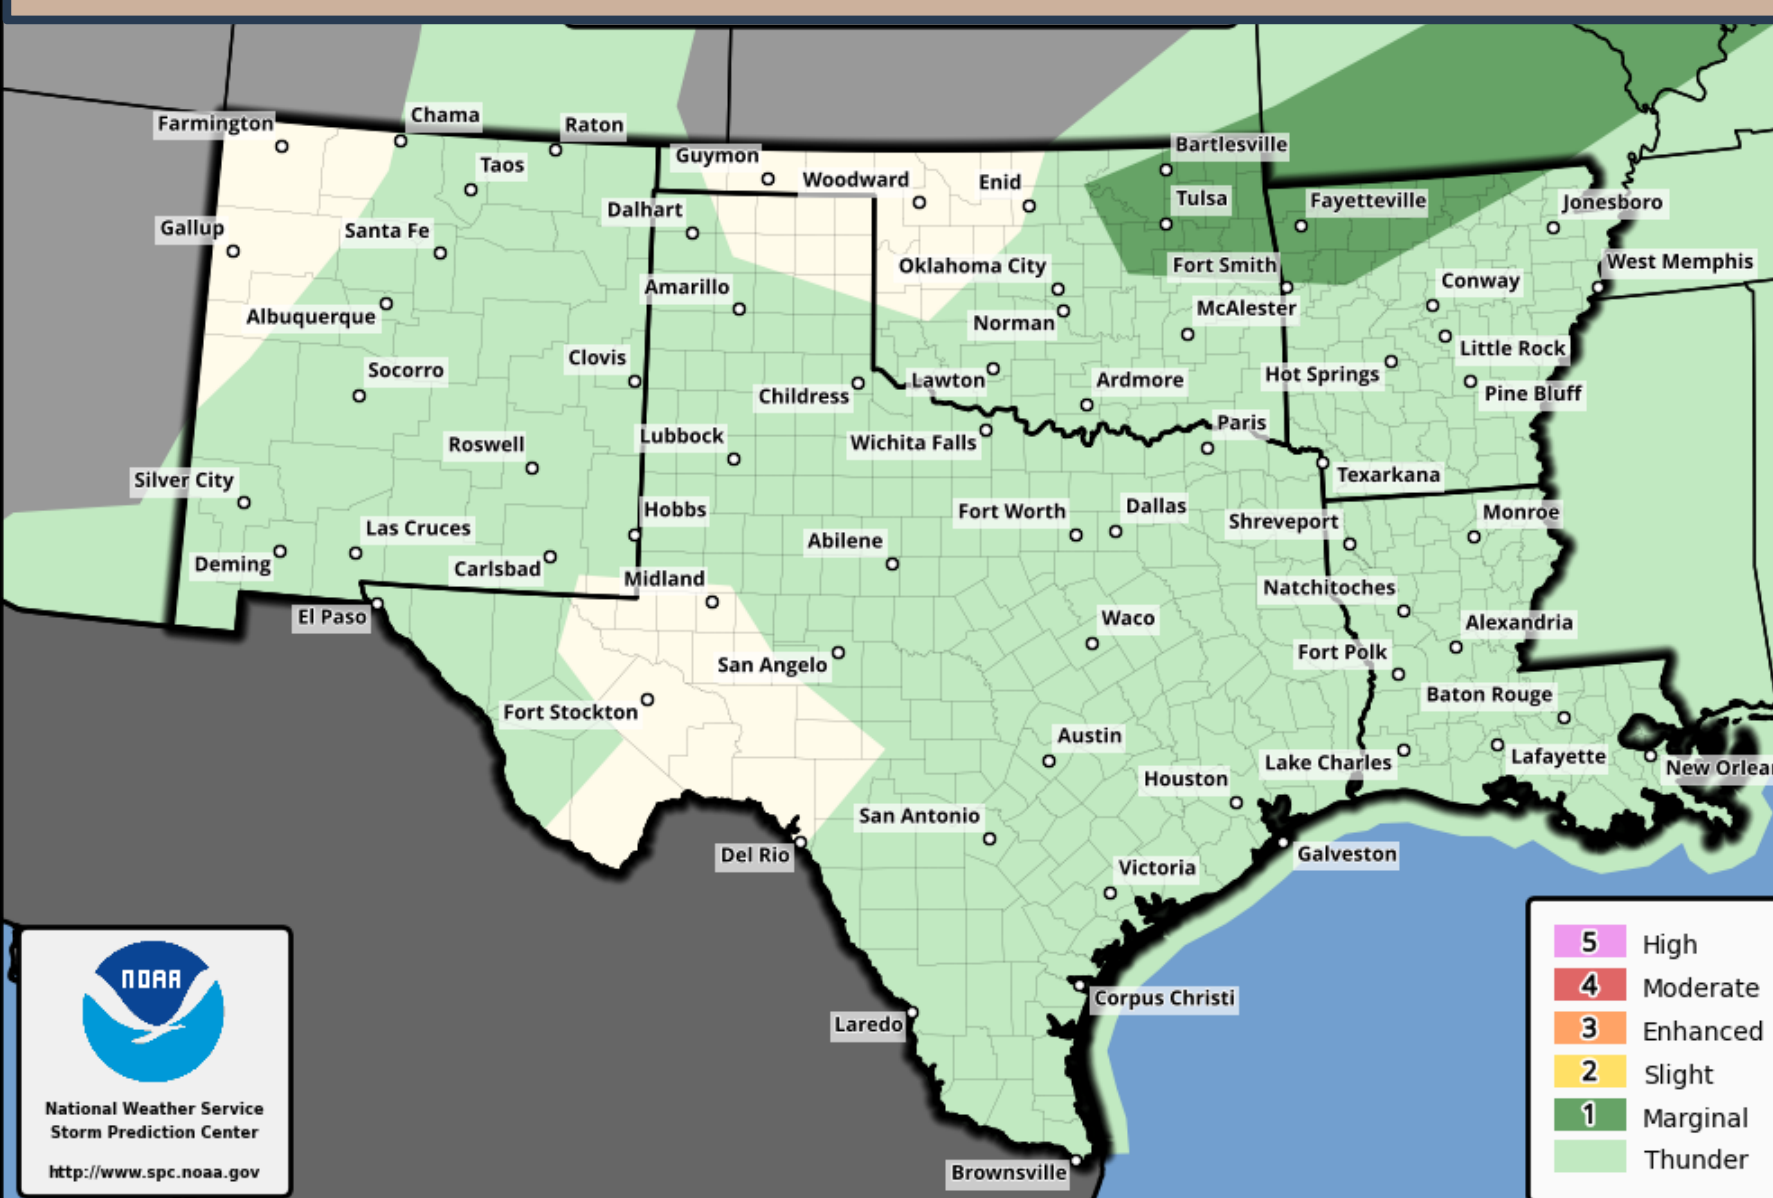 Farmington
Chama
Raton
Taos
Guymon
Woodward
Enid
Bartlesville
Tulsa
Fayetteville
Jonesboro
Gallup
Santa Fe
Dalhart
Oklahoma City
Fort Smith
West Memphis
Albuquerque
Amarillo
Norman
McAlester
Conway
Socorro
Clovis
Childress
Lawton
Ardmore
Hot Springs
Little Rock
Pine Bluff
Roswell
Lubbock
Wichita Falls
Paris
Texarkana
Silver City
Las Cruces
Hobbs
Abilene
Fort Worth
Dallas
Shreveport
Monroe
Deming
Carlsbad
Midland
Natchitoches
El Paso
San Angelo
Waco
Fort Polk
Alexandria
Fort Stockton
Baton Rouge
Austin
Houston
Lake Charles
Lafayette
New Orlean
San Antonio
Del Rio
Galveston
Victoria
Corpus Christi
Laredo
Brownsville
NOAA
National Weather Service
Storm Prediction Center
http://www.spc.noaa.gov
5 High
4 Moderate
3 Enhanced
2 Slight
1 Marginal
Thunder